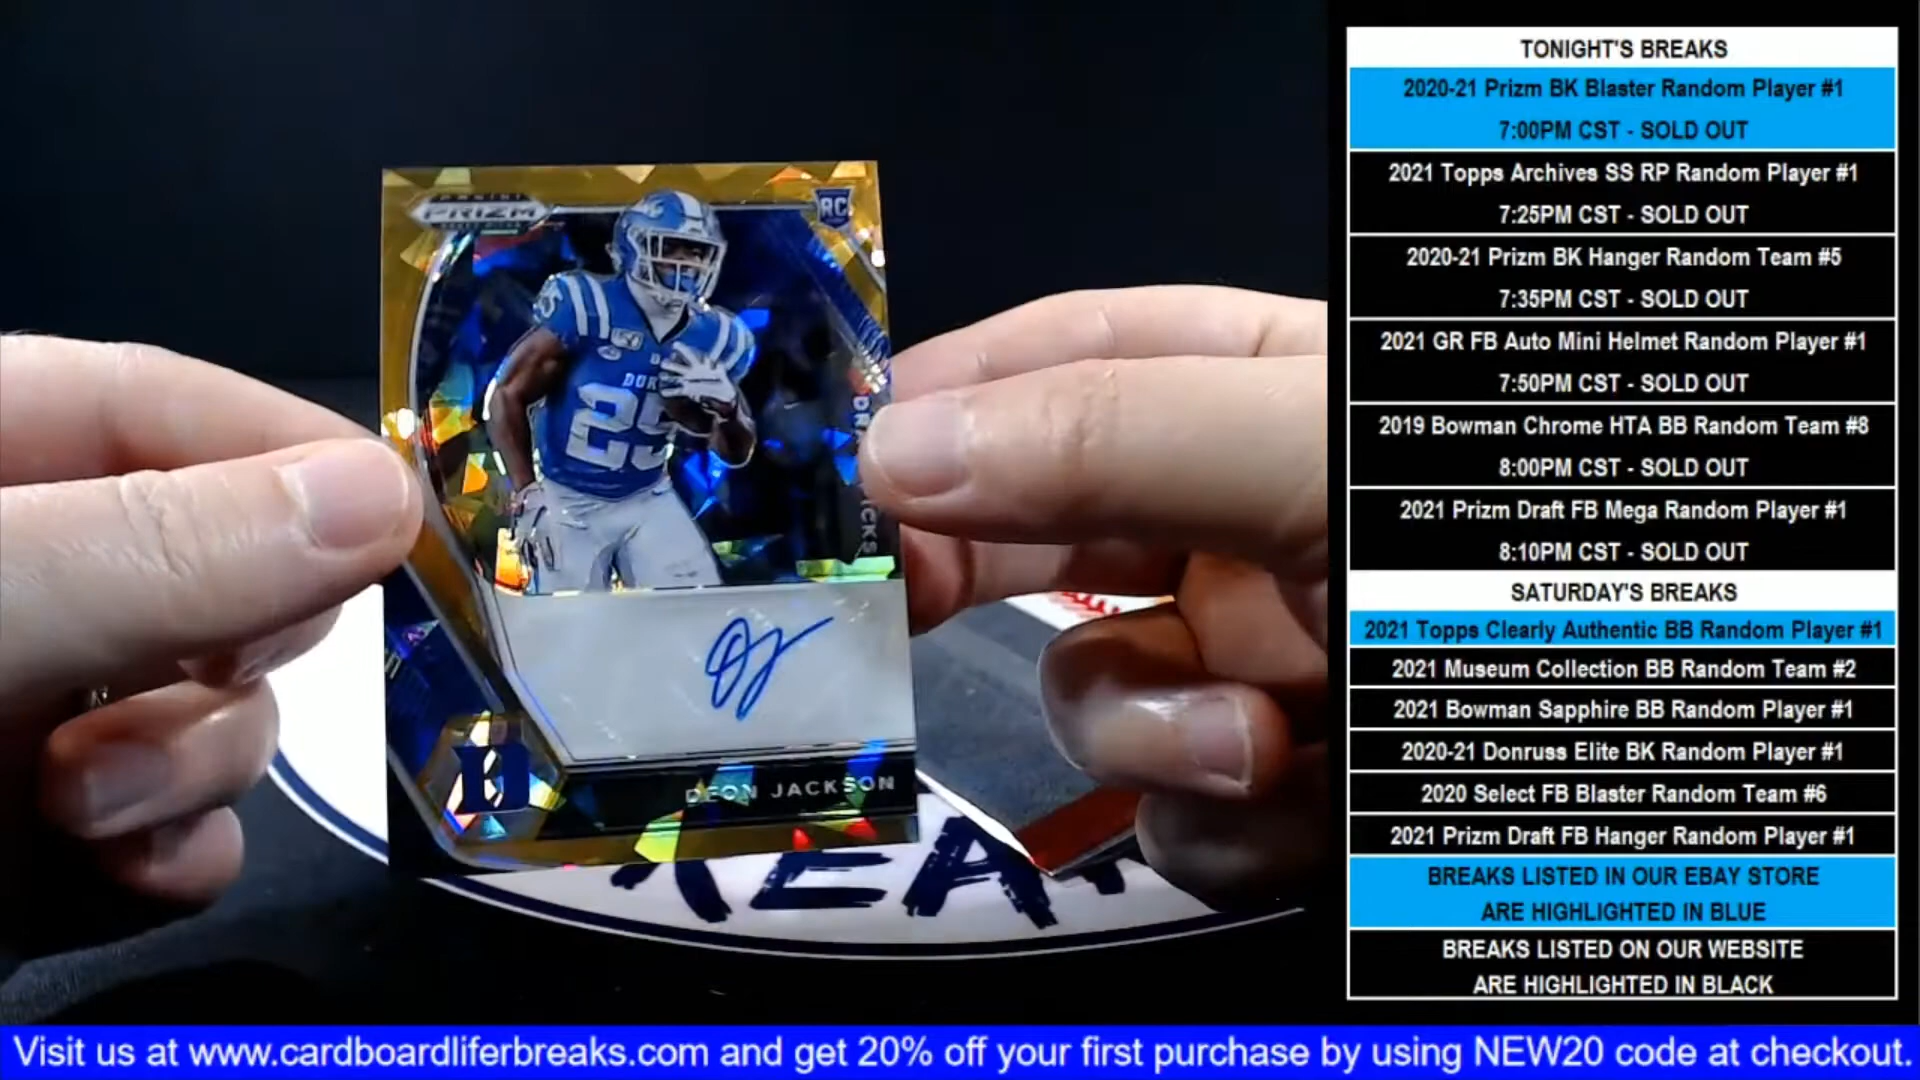 PANINI
PRIZM
RC
25
DUK
25
DR
ICKS
DJ
D
DEON JACKSON
REA
TONIGHT'S BREAKS
2020-21 Prizm BK Blaster Random Player #1
7:00PM CST - SOLD OUT
2021 Topps Archives SS RP Random Player #1
7:25PM CST - SOLD OUT
2020-21 Prizm BK Hanger Random Team #5
7:35PM CST - SOLD OUT
2021 GR FB Auto Mini Helmet Random Player #1
7:50PM CST - SOLD OUT
2019 Bowman Chrome HTA BB Random Team #8
8:00PM CST - SOLD OUT
2021 Prizm Draft FB Mega Random Player #1
8:10PM CST - SOLD OUT
SATURDAY'S BREAKS
2021 Topps Clearly Authentic BB Random Player #1
2021 Museum Collection BB Random Team #2
2021 Bowman Sapphire BB Random Player #1
2020-21 Donruss Elite BK Random Player #1
2020 Select FB Blaster Random Team #6
2021 Prizm Draft FB Hanger Random Player #1
BREAKS LISTED IN OUR EBAY STORE
ARE HIGHLIGHTED IN BLUE
BREAKS LISTED ON OUR WEBSITE
ARE HIGHLIGHTED IN BLACK
Visit us at www.cardboardliferbreaks.com and get 20% off your first purchase by using NEW20 code at checkout.